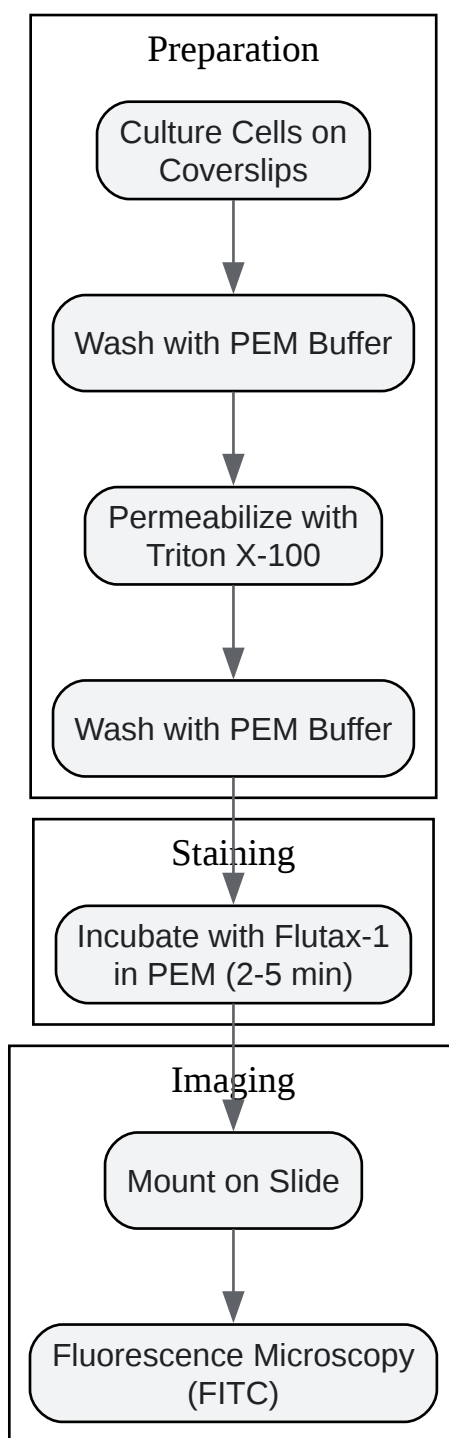 Preparation
Culture Cells on
Coverslips
Wash with PEM Buffer
Permeabilize with
Triton X-100
Wash with PEM Buffer
Staining
Incubate with Flutax-1
in PEM (2-5 min)
Imaging
Mount on Slide
Fluorescence Microscopy
(FITC)